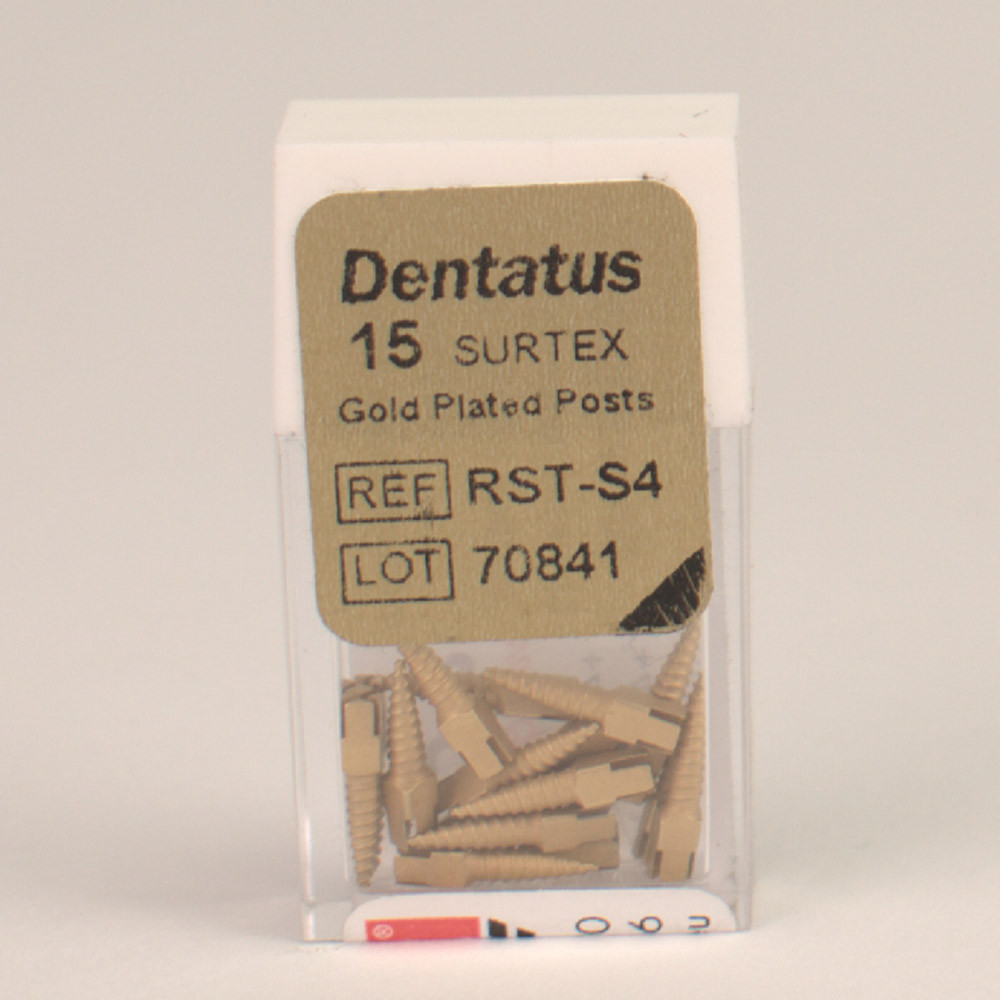 Dentatus
15 SURTEX
Gold Plated Posts
REF RST-S4
LOT 70841